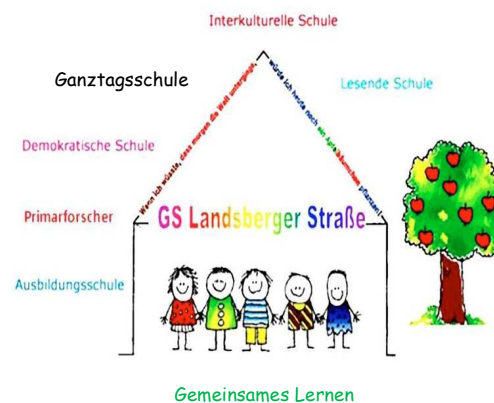 Interkulturelle Schule
Ganztagsschule
Lesende Schule
Wenn ich wüsste, dass morgen die Welt unterginge,
würde ich heute noch ein Apfelbäumchen pflanzen!
Demokratische Schule
Primarforscher
GS Landsberger Straße
Ausbildungsschule
Gemeinsames Lernen